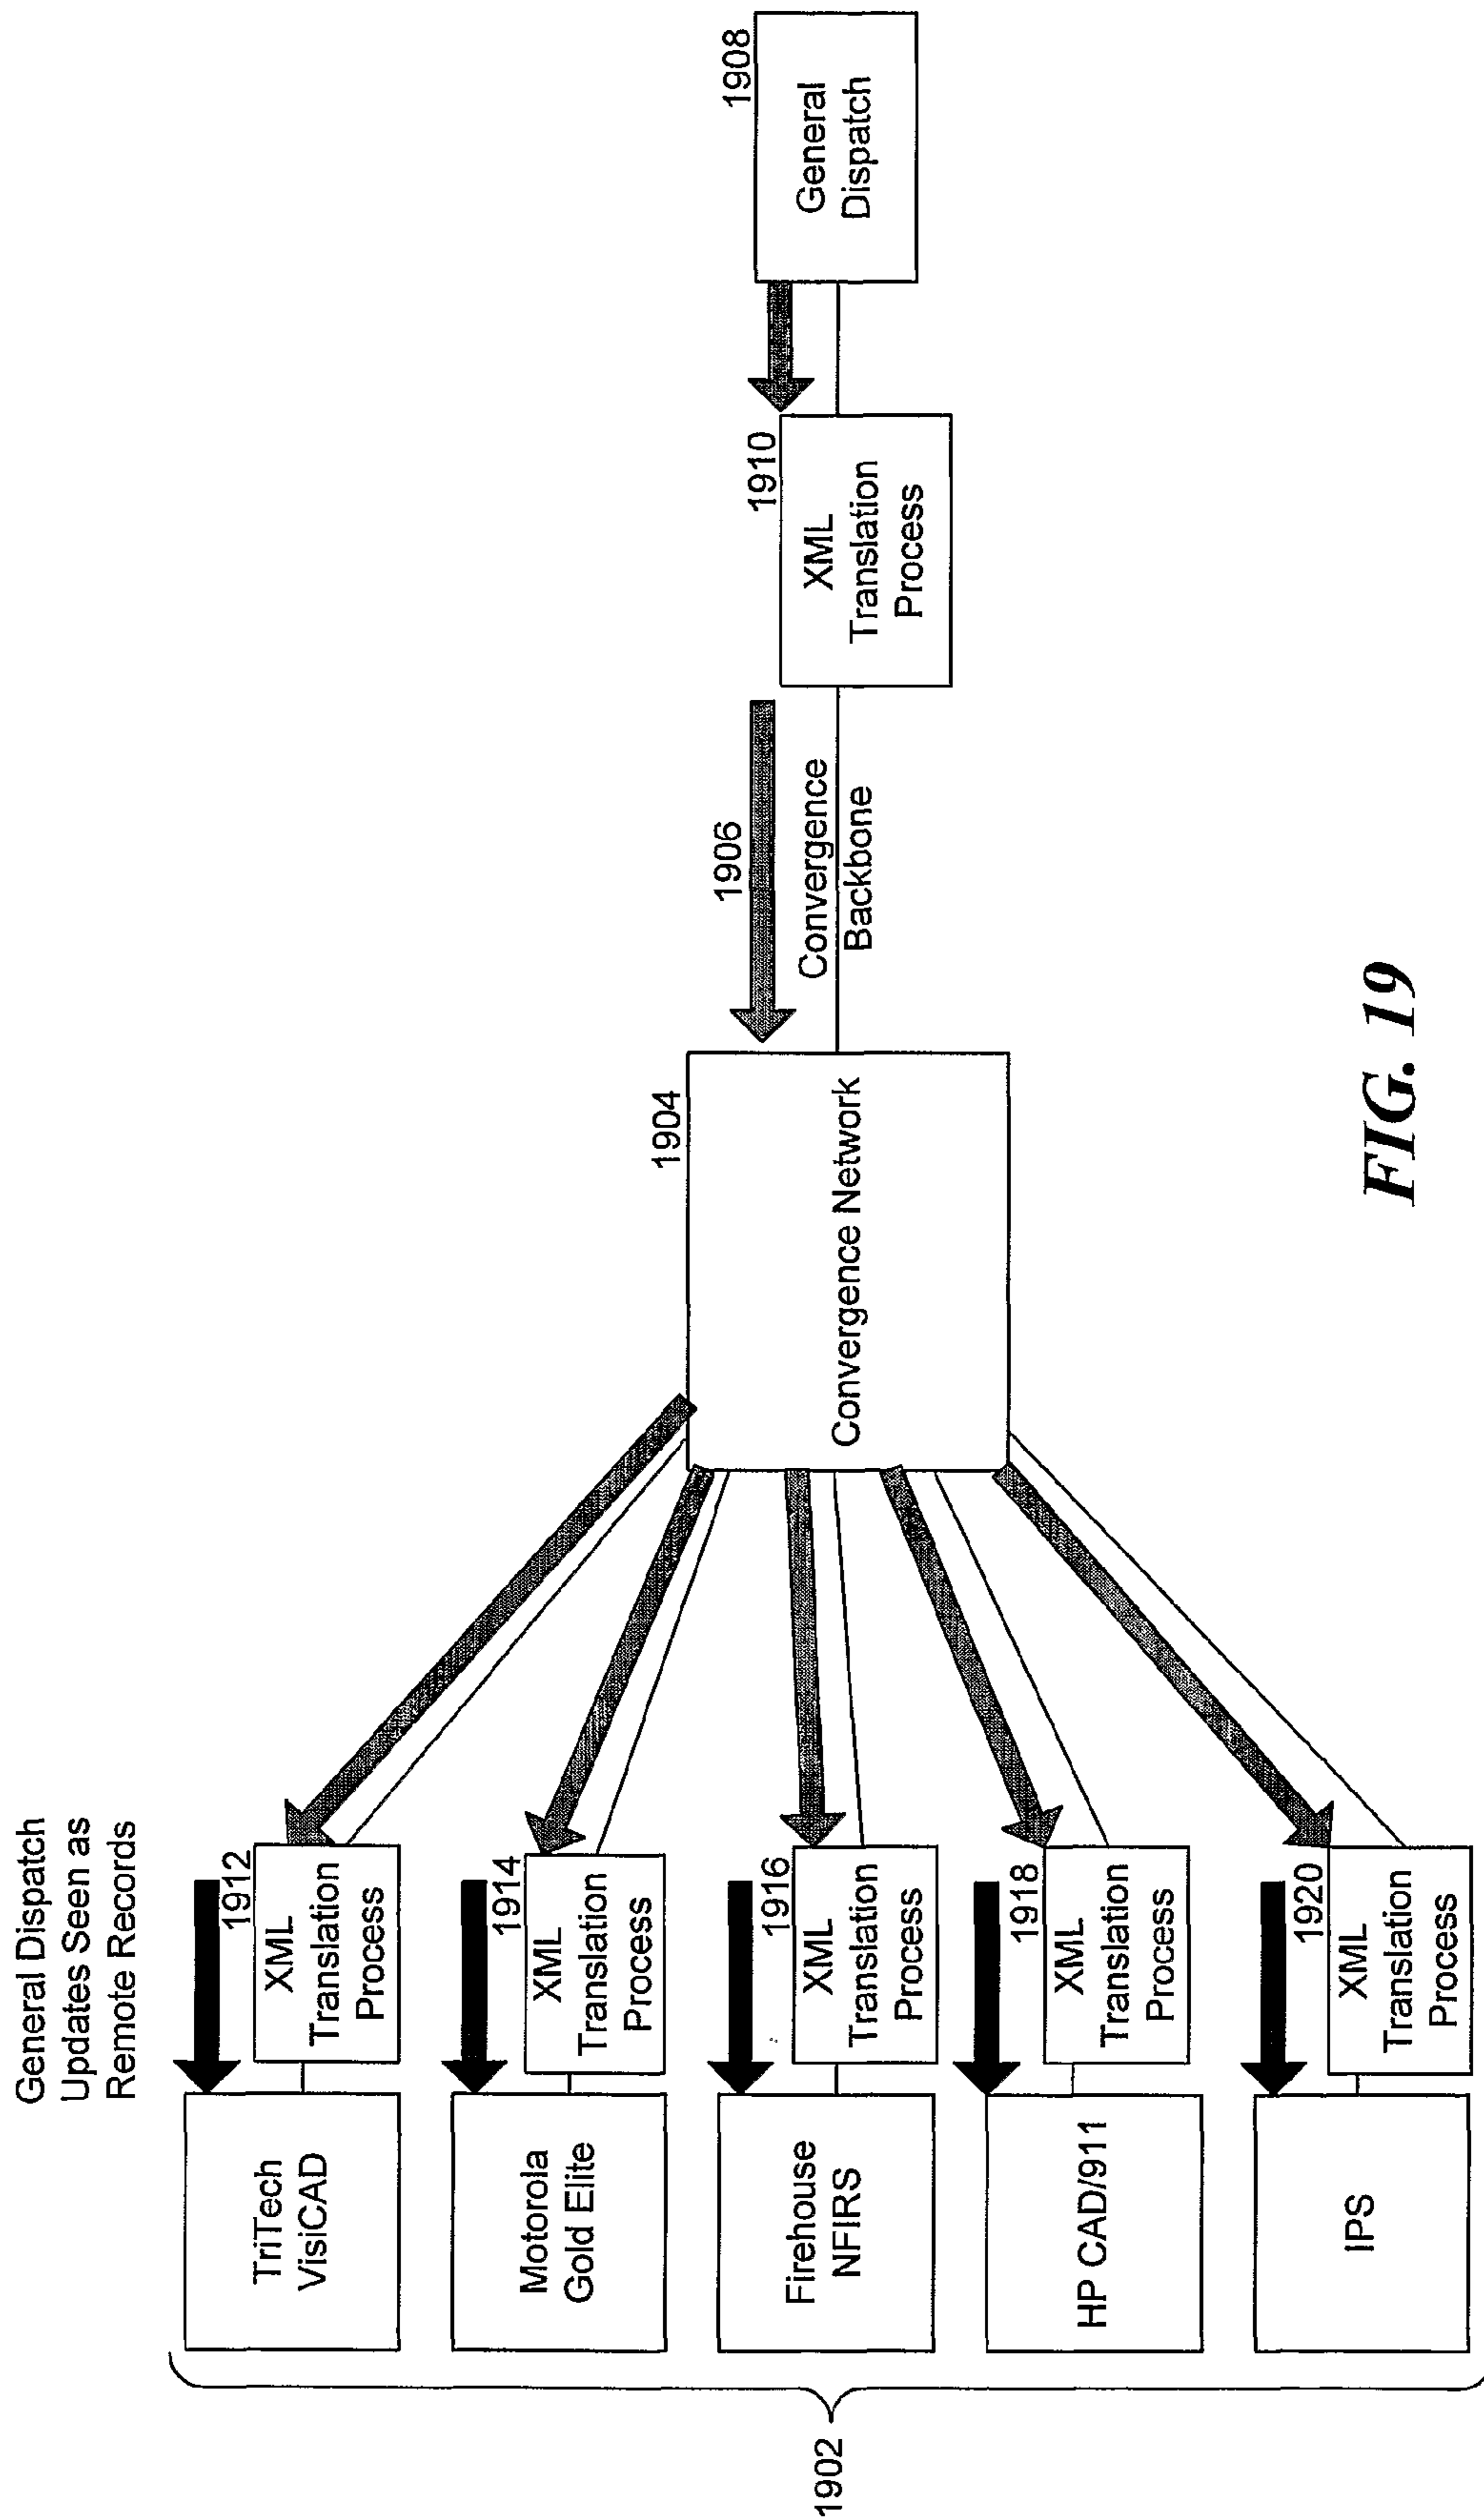 General Dispatch
Updates Seen as
Remote Records
1902
TriTech
VisiCAD
1912
XML
Translation
Process
Motorola
Gold Elite
1914
XML
Translation
Process
Firehouse
NFIRS
1916
XML
Translation
Process
HP CAD/911
1918
XML
Translation
Process
IPS
1920
XML
Translation
Process
1904
Convergence Network
1906
Convergence
Backbone
1910
XML
Translation
Process
1908
General
Dispatch
FIG. 19